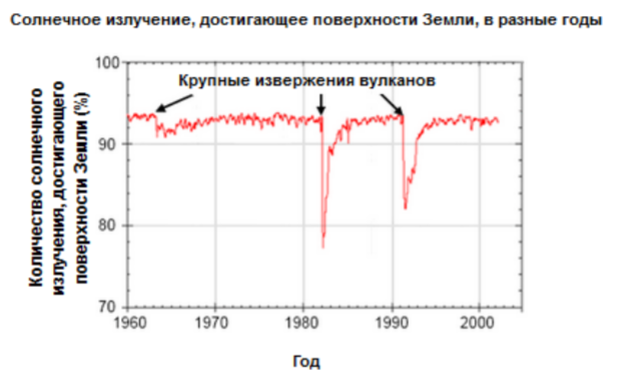 Солнечное излучение, достигающее поверхности Земли, в разные годы
Крупные извержения вулканов
Количество солнечного
излучения, достигающего
поверхности Земли (%)
100
90
80
70
1960
1970
1980
1990
2000
Год